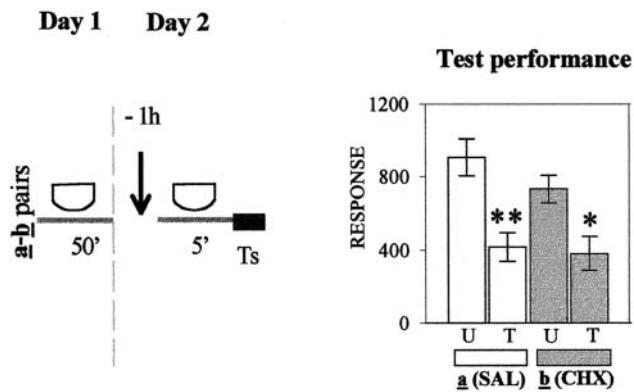 Day 1 Day 2
- 1h
a-b pairs
50' 5' Ts
Test performance
RESPONSE
1200
800
400
0
** *
U T U T
a (SAL) b (CHX)